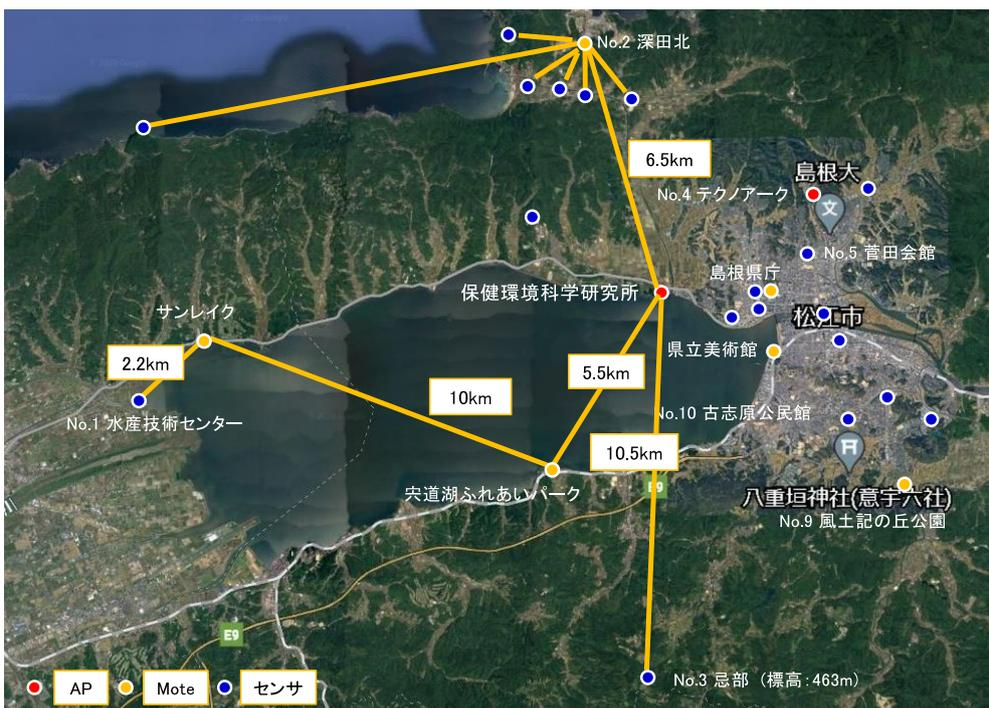 No.2 深田北
6.5km
島根大
No.4 テクノアーク
文
No.5 菅田会館
島根県庁
保健環境科学研究所
サンレイク
松江市
県立美術館
2.2km
5.5km
10km
No.1 水産技術センター
No.10 古志原公民館
10.5km
E9
宍道湖ふれあいパーク
八重垣神社(意宇六社)
No.9 風土記の丘公園
E9
No.3 忌部（標高：463m）
AP
Mote
センサ